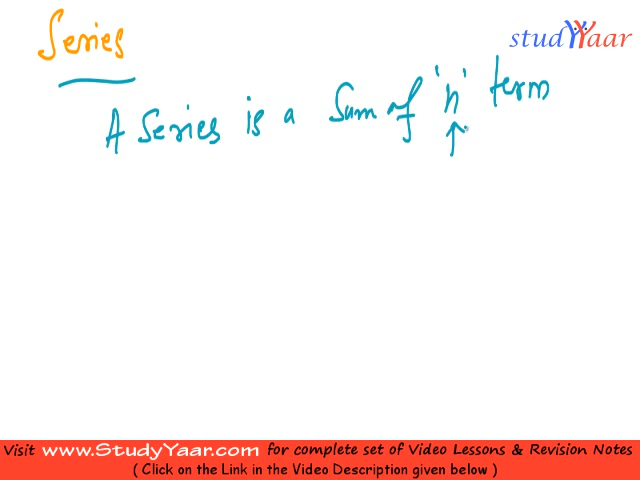 Series
studYYaar
A Series is a Sum of 'n' term
Visit www.StudyYaar.com for complete set of Video Lessons & Revision Notes
( Click on the Link in the Video Description given below )